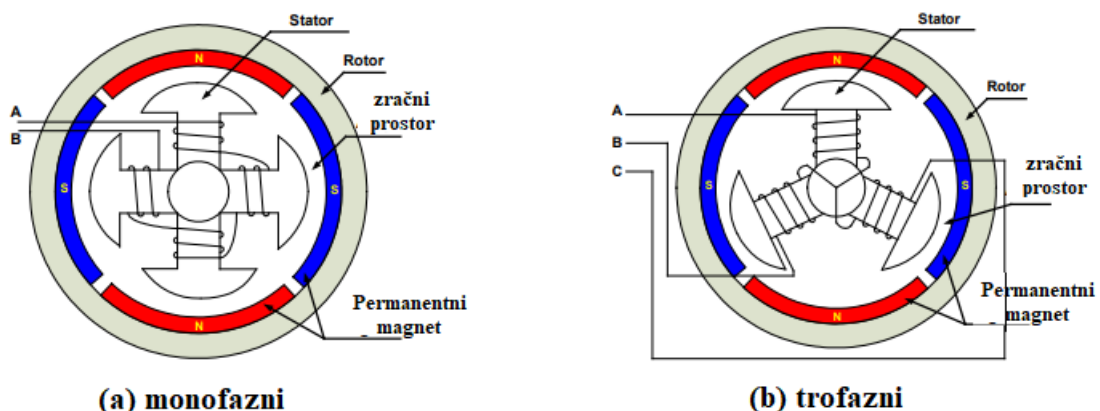 Stator
Rotor
N
A
B
zračni
prostor
S
S
Permanentni
magnet
N
(a) monofazni
Stator
Rotor
N
A
B
C
zračni
prostor
S
S
Permanentni
magnet
N
(b) trofazni